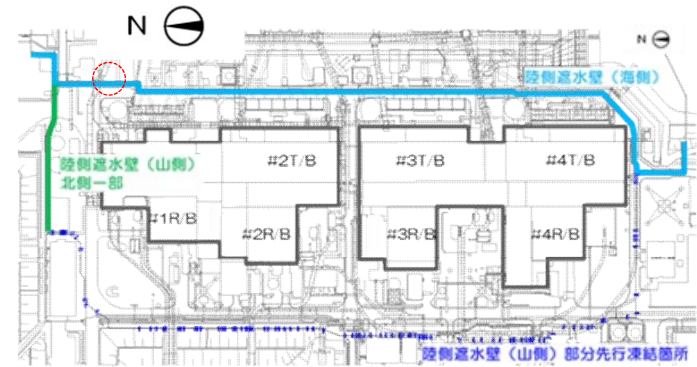 N
N
陸側遮水壁（海側）
陸側遮水壁（山側）
北側一部
#2T/B
#3T/B
#4T/B
#1R/B
#2R/B
#3R/B
#4R/B
陸側遮水壁（山側）部分先行凍結箇所